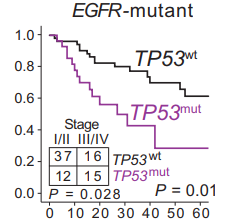 EGFR-mutant
1.0
0.8
0.6
0.4
0.2
0.0
TP53wt
TP53mut
Stage
I/II III/IV
37 16 TP53wt
12 15 TP53mut
P = 0.028
P = 0.01
0 10 20 30 40 50 60